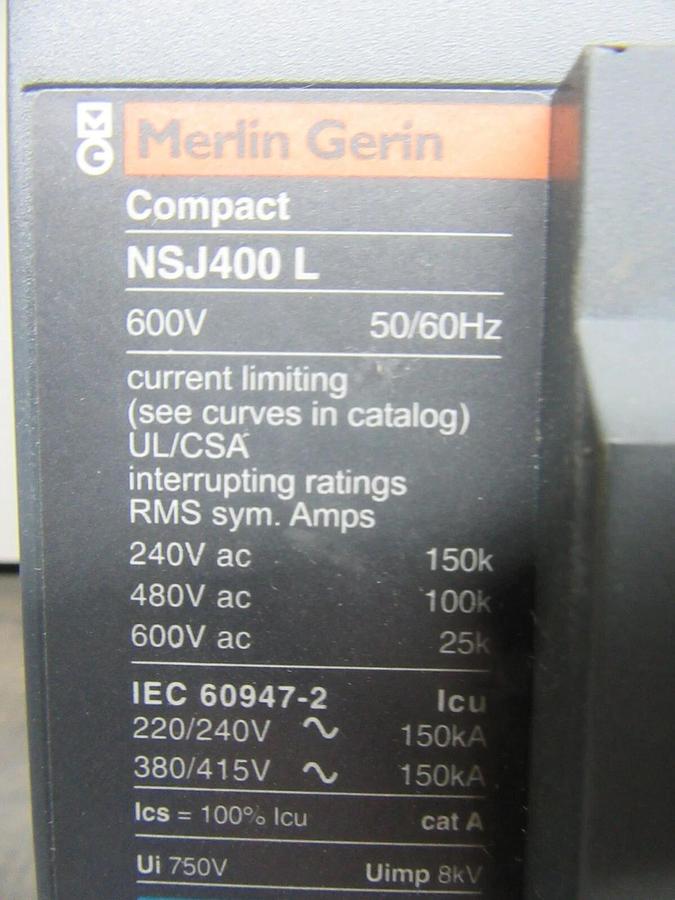 MG Merlin Gerin
Compact
NSJ400 L
600V 50/60Hz
current limiting
(see curves in catalog)
UL/CSA
interrupting ratings
RMS sym. Amps
240V ac 150k
480V ac 100k
600V ac 25k
IEC 60947-2 Icu
220/240V ∿ 150kA
380/415V ∿ 150kA
Ics = 100% Icu cat A
Ui 750V Uimp 8kV